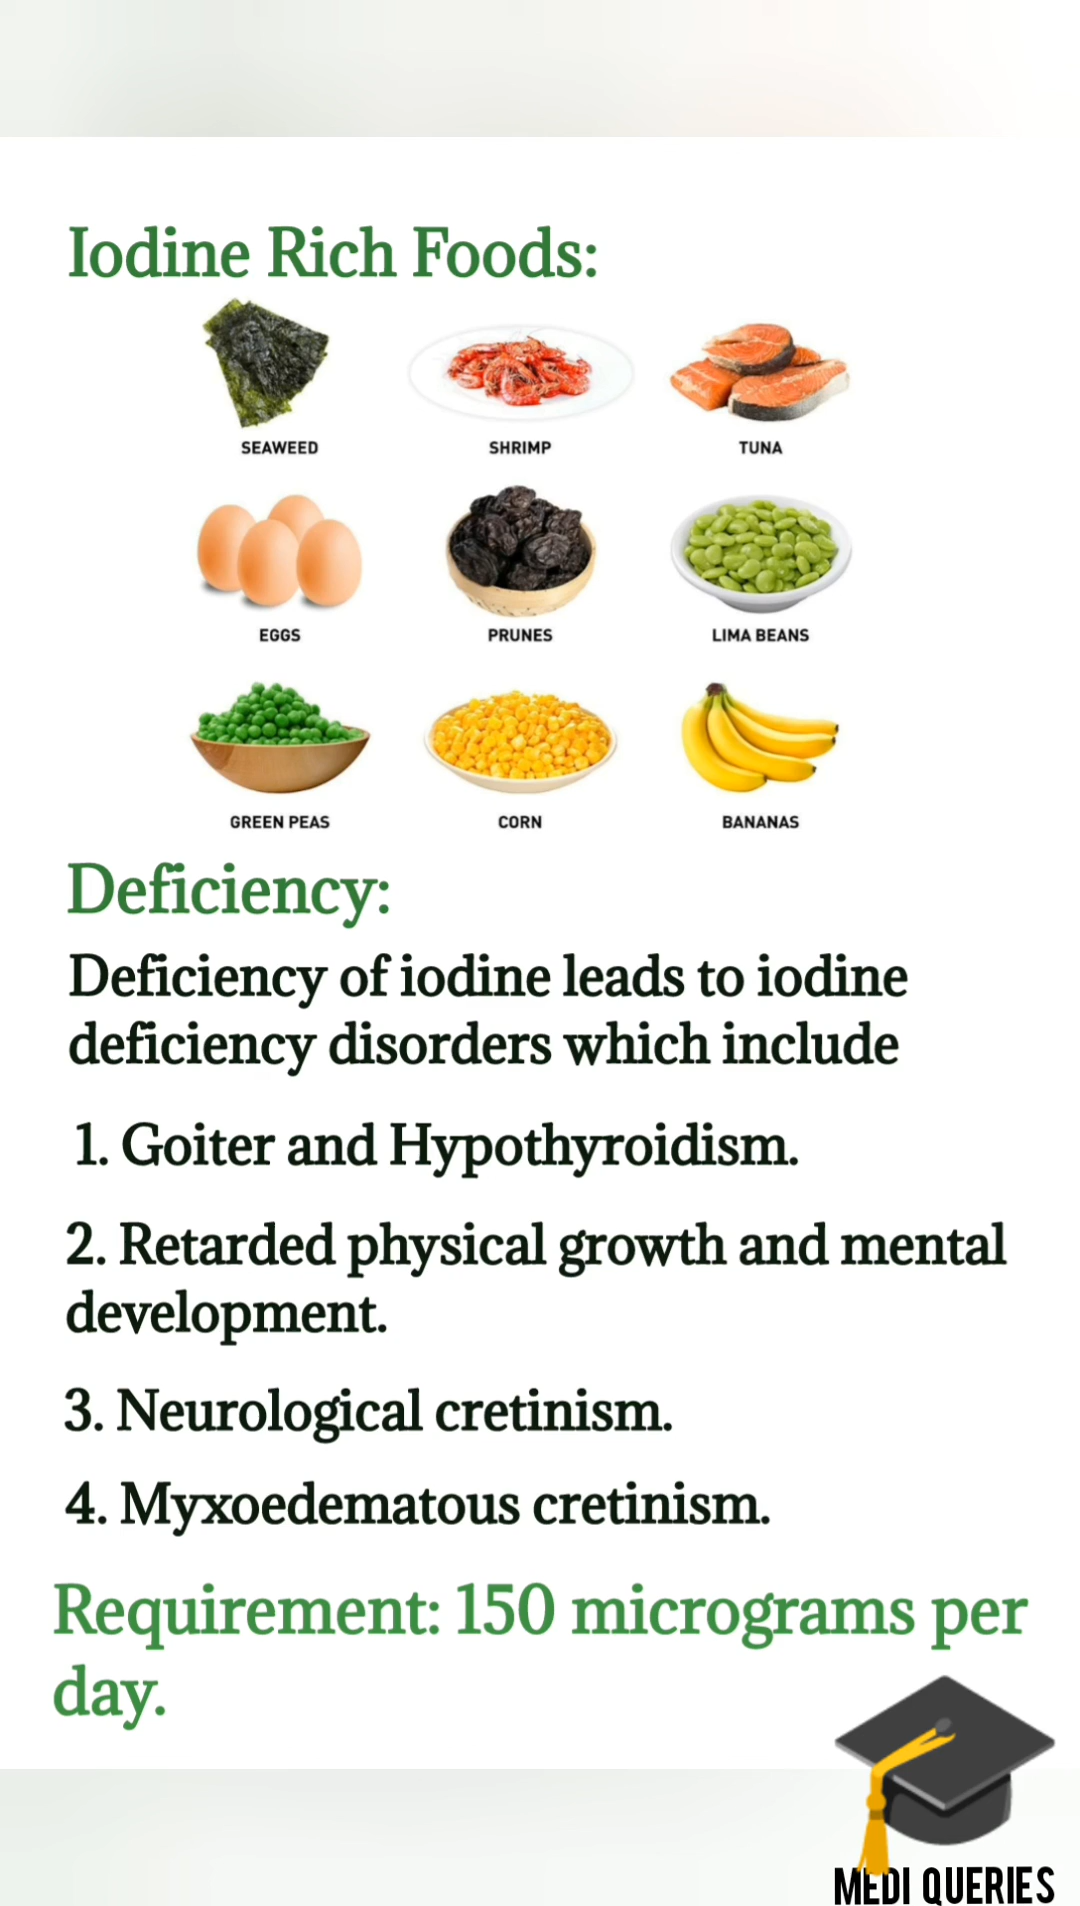 Iodine Rich Foods:
SEAWEED
SHRIMP
TUNA
EGGS
PRUNES
LIMA BEANS
GREEN PEAS
CORN
BANANAS
Deficiency:
Deficiency of iodine leads to iodine
deficiency disorders which include
1. Goiter and Hypothyroidism.
2. Retarded physical growth and mental
development.
3. Neurological cretinism.
4. Myxoedematous cretinism.
Requirement: 150 micrograms per
day.
MEDI QUERIES